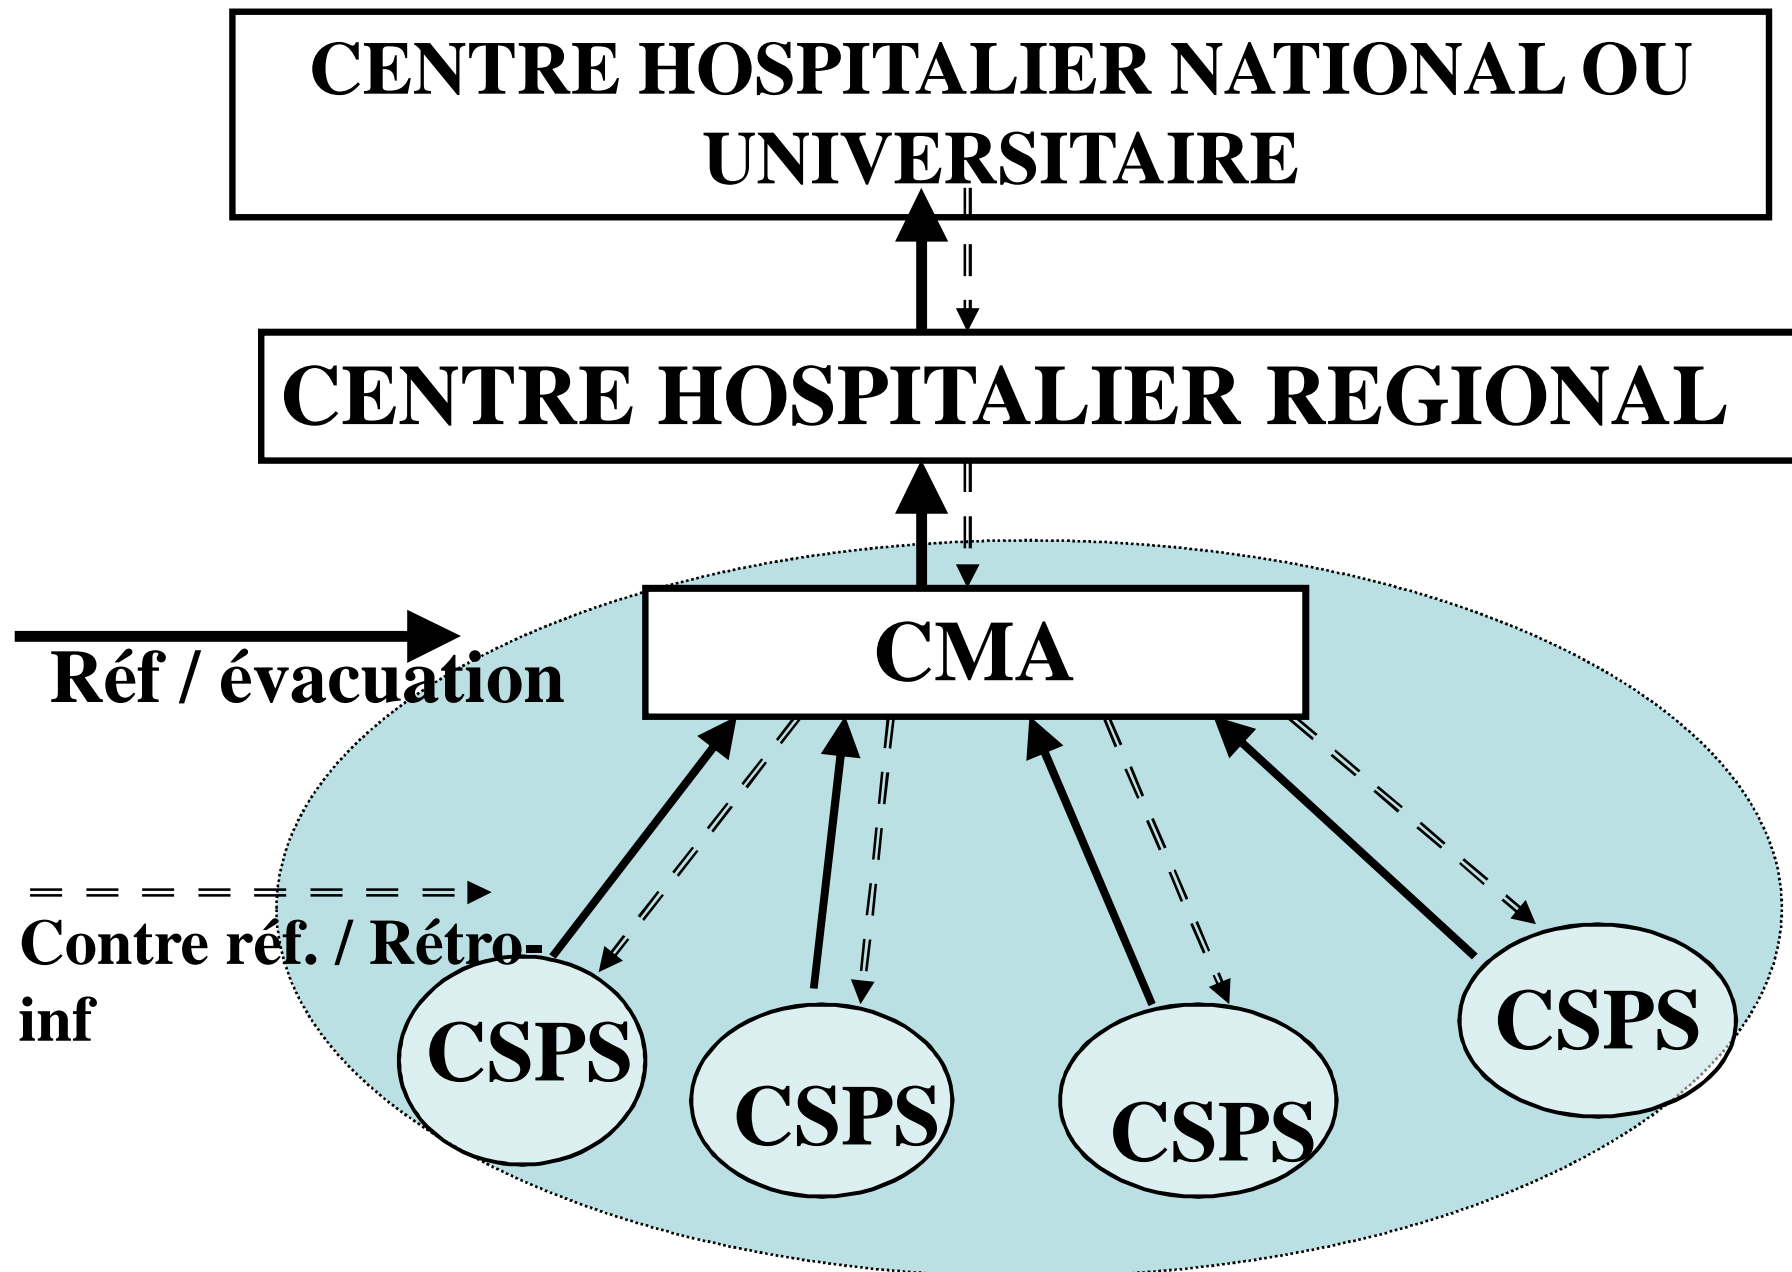 CENTRE HOSPITALIER NATIONAL OU
UNIVERSITAIRE
CENTRE HOSPITALIER REGIONAL
CMA
Réf / évacuation
Contre réf. / Rétro-
inf
CSPS
CSPS
CSPS
CSPS